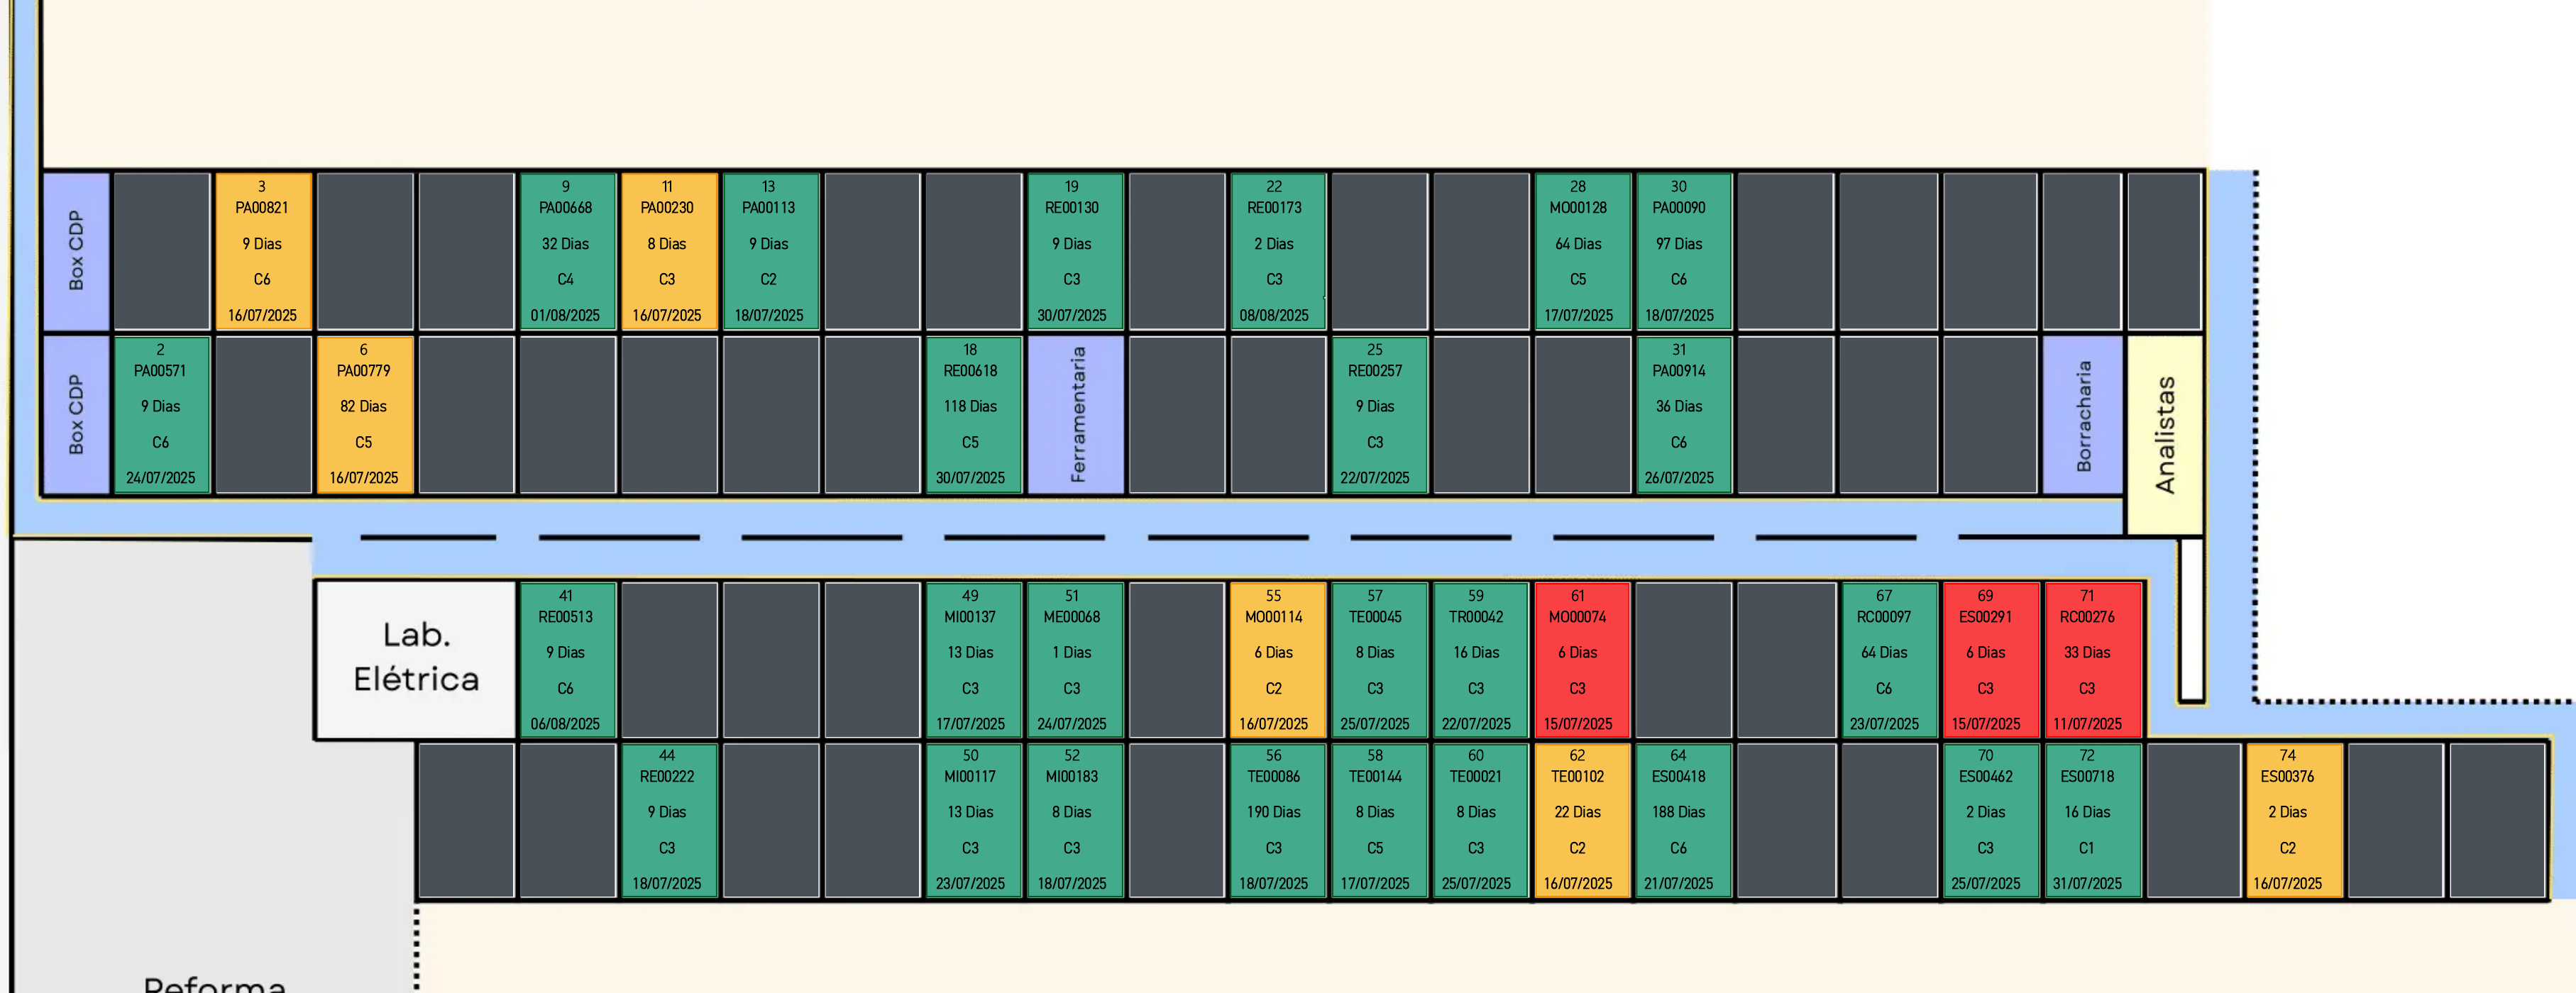 Box CDP
3
PA00821
9 Dias
C6
16/07/2025
9
PA00668
32 Dias
C4
01/08/2025
11
PA00230
8 Dias
C3
16/07/2025
13
PA00113
9 Dias
C2
18/07/2025
19
RE00130
9 Dias
C3
30/07/2025
22
RE00173
2 Dias
C3
08/08/2025
28
MO00128
64 Dias
C5
17/07/2025
30
PA00090
97 Dias
C6
18/07/2025
Box CDP
2
PA00571
9 Dias
C6
24/07/2025
6
PA00779
82 Dias
C5
16/07/2025
18
RE00618
118 Dias
C5
30/07/2025
Ferramentaria
25
RE00257
9 Dias
C3
22/07/2025
31
PA00914
36 Dias
C6
26/07/2025
Borracharia
Analistas
Lab.
Elétrica
41
RE00513
9 Dias
C6
06/08/2025
49
MI00137
13 Dias
C3
17/07/2025
51
ME00068
1 Dias
C3
24/07/2025
55
MO00114
6 Dias
C2
16/07/2025
57
TE00045
8 Dias
C3
25/07/2025
59
TR00042
16 Dias
C3
22/07/2025
61
MO00074
6 Dias
C3
15/07/2025
67
RC00097
64 Dias
C6
23/07/2025
69
ES00291
6 Dias
C3
15/07/2025
71
RC00276
33 Dias
C3
11/07/2025
44
RE00222
9 Dias
C3
18/07/2025
50
MI00117
13 Dias
C3
23/07/2025
52
MI00183
8 Dias
C3
18/07/2025
56
TE00086
190 Dias
C3
18/07/2025
58
TE00144
8 Dias
C5
17/07/2025
60
TE00021
8 Dias
C3
25/07/2025
62
TE00102
22 Dias
C2
16/07/2025
64
ES00418
188 Dias
C6
21/07/2025
70
ES00462
2 Dias
C3
25/07/2025
72
ES00718
16 Dias
C1
31/07/2025
74
ES00376
2 Dias
C2
16/07/2025
Reforma